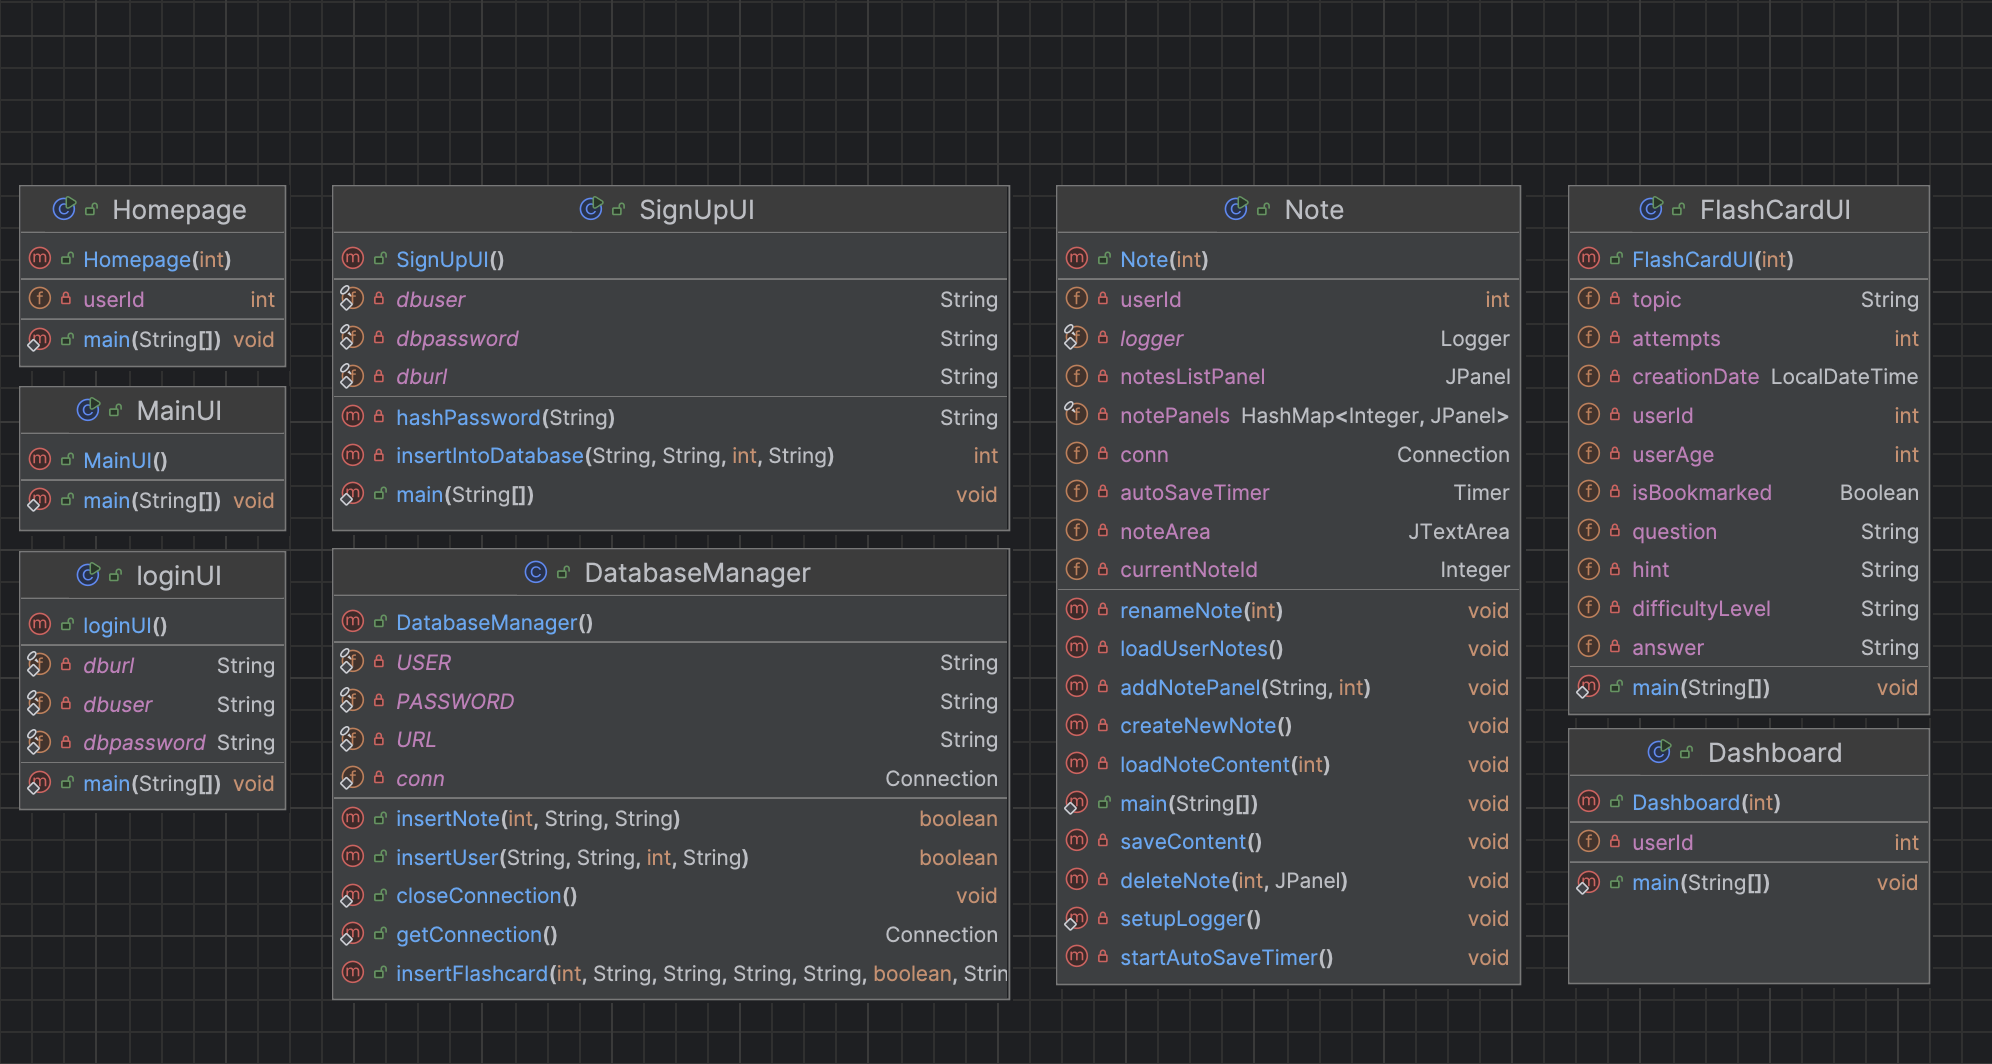 Homepage
Homepage(int)
userId int
main(String[]) void
MainUI
MainUI()
main(String[]) void
loginUI
loginUI()
dburl String
dbuser String
dbpassword String
main(String[]) void
SignUpUI
SignUpUI()
dbuser String
dbpassword String
dburl String
hashPassword(String) String
insertIntoDatabase(String, String, int, String) int
main(String[]) void
DatabaseManager
DatabaseManager()
USER String
PASSWORD String
URL String
conn Connection
insertNote(int, String, String) boolean
insertUser(String, String, int, String) boolean
closeConnection() void
getConnection() Connection
insertFlashcard(int, String, String, String, String, boolean, Strin
Note
Note(int)
userId int
logger Logger
notesListPanel JPanel
notePanels HashMap<Integer, JPanel>
conn Connection
autoSaveTimer Timer
noteArea JTextArea
currentNoteId Integer
renameNote(int) void
loadUserNotes() void
addNotePanel(String, int) void
createNewNote() void
loadNoteContent(int) void
main(String[]) void
saveContent() void
deleteNote(int, JPanel) void
setupLogger() void
startAutoSaveTimer() void
FlashCardUI
FlashCardUI(int)
topic String
attempts int
creationDate LocalDateTime
userId int
userAge int
isBookmarked Boolean
question String
hint String
difficultyLevel String
answer String
main(String[]) void
Dashboard
Dashboard(int)
userId int
main(String[]) void